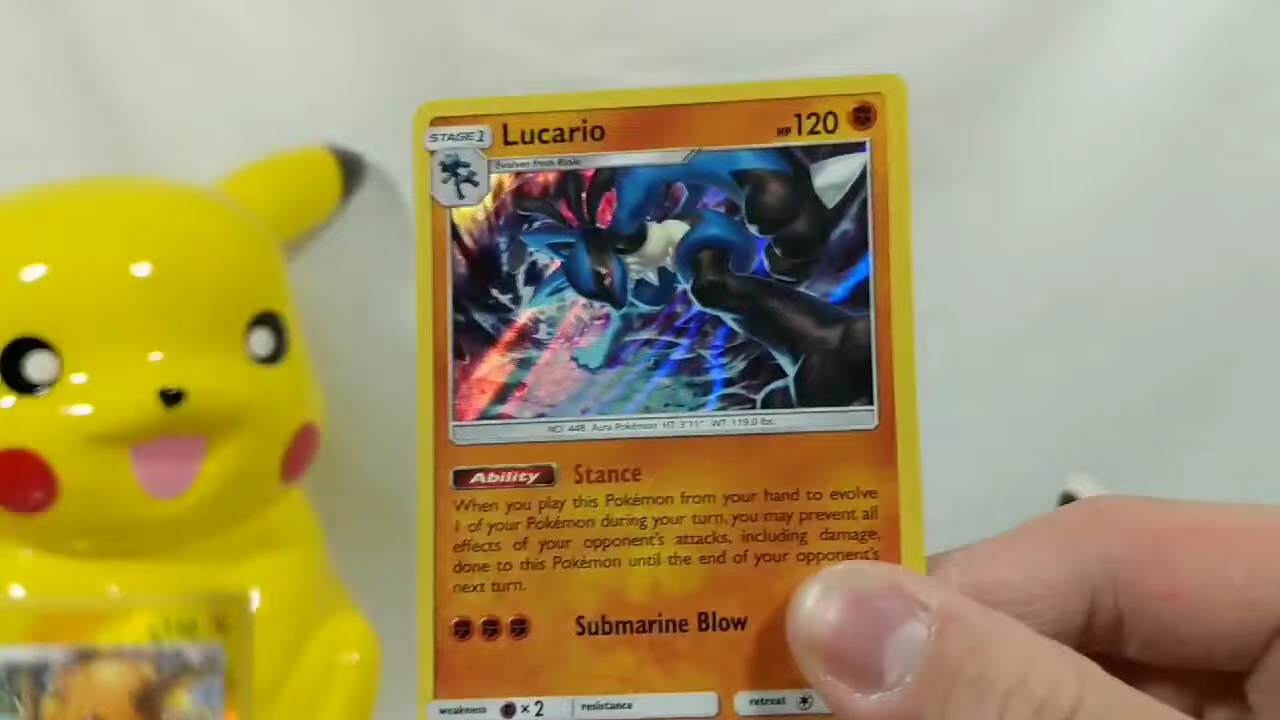 STAGE 1 Lucario HP 120
Evolves from Riolu
NO. 448 Aura Pokémon HT: 3'11" WT: 119.0 lbs.
Ability Stance
When you play this Pokémon from your hand to evolve
1 of your Pokémon during your turn, you may prevent all
effects of your opponent's attacks, including damage,
done to this Pokémon until the end of your opponent's
next turn.
Submarine Blow
weakness ×2 resistance retreat